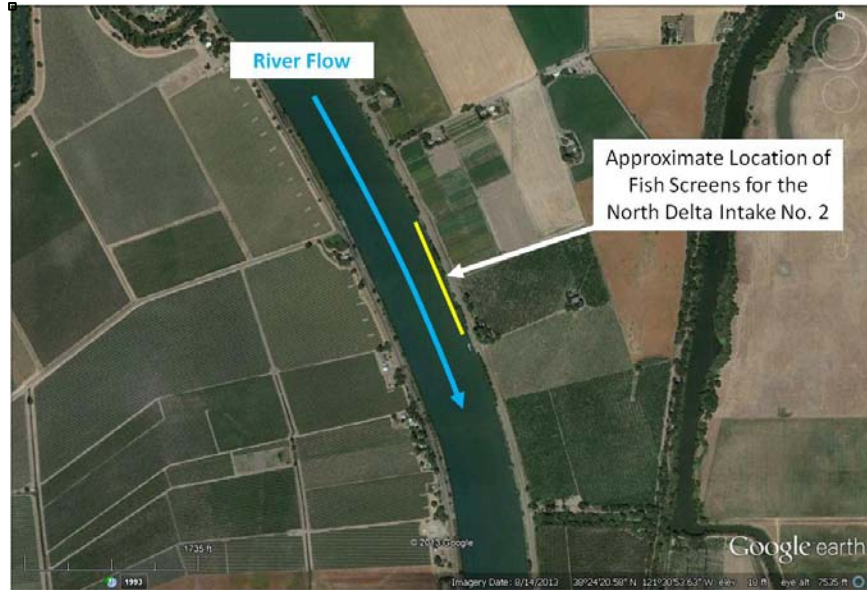 River Flow
Approximate Location of
Fish Screens for the
North Delta Intake No. 2
N
1735 ft
© 2013 Google
Google earth
1993
Imagery Date: 8/14/2013 38°24'20.58" N 121°30'53.63" W elev 18 ft eye alt 7535 ft